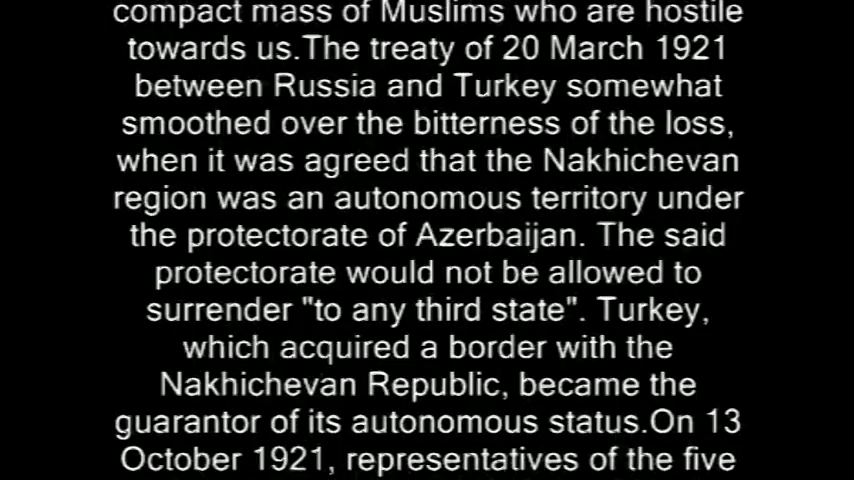 compact mass of Muslims who are hostile
towards us.The treaty of 20 March 1921
between Russia and Turkey somewhat
smoothed over the bitterness of the loss,
when it was agreed that the Nakhichevan
region was an autonomous territory under
the protectorate of Azerbaijan. The said
protectorate would not be allowed to
surrender "to any third state". Turkey,
which acquired a border with the
Nakhichevan Republic, became the
guarantor of its autonomous status.On 13
October 1921, representatives of the five